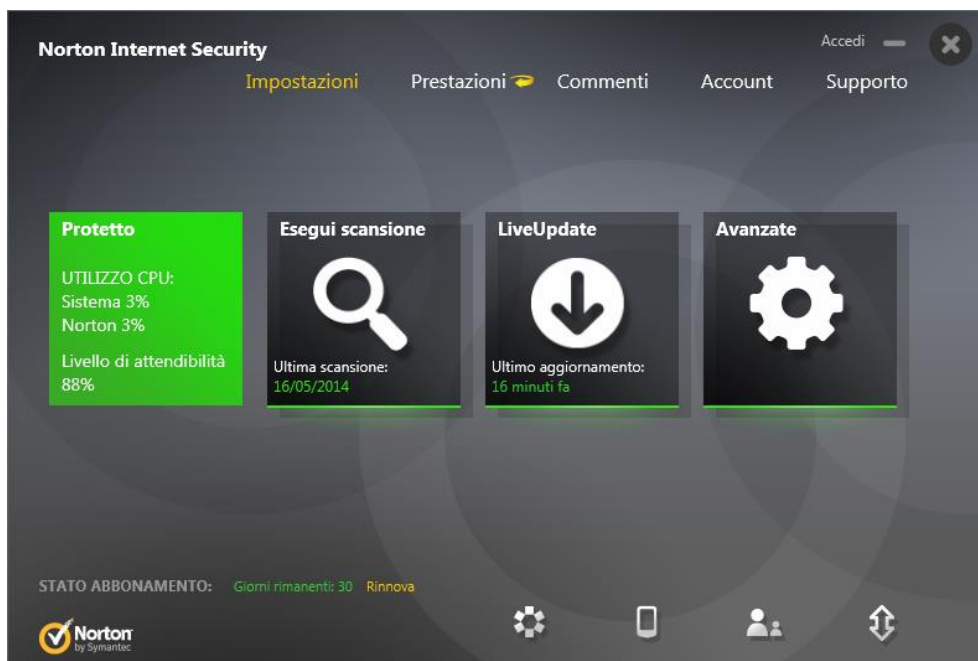 Norton Internet Security
Accedi
Impostazioni Prestazioni Commenti Account Supporto
Protetto
UTILIZZO CPU:
Sistema 3%
Norton 3%
Livello di attendibilità
88%
Esegui scansione
Ultima scansione:
16/05/2014
LiveUpdate
Ultimo aggiornamento:
16 minuti fa
Avanzate
STATO ABBONAMENTO: Giorni rimanenti: 30 Rinnova
Norton
by Symantec